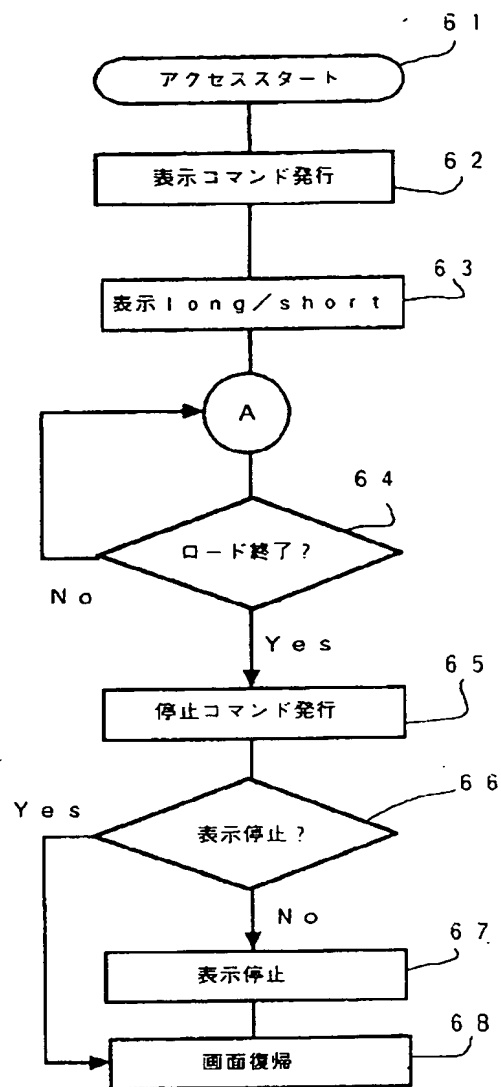 61
アクセススタート
62
表示コマンド発行
63
表示long/short
A
64
ロード終了?
No
Yes
65
停止コマンド発行
66
Yes
表示停止?
No
67
表示停止
68
画面復帰